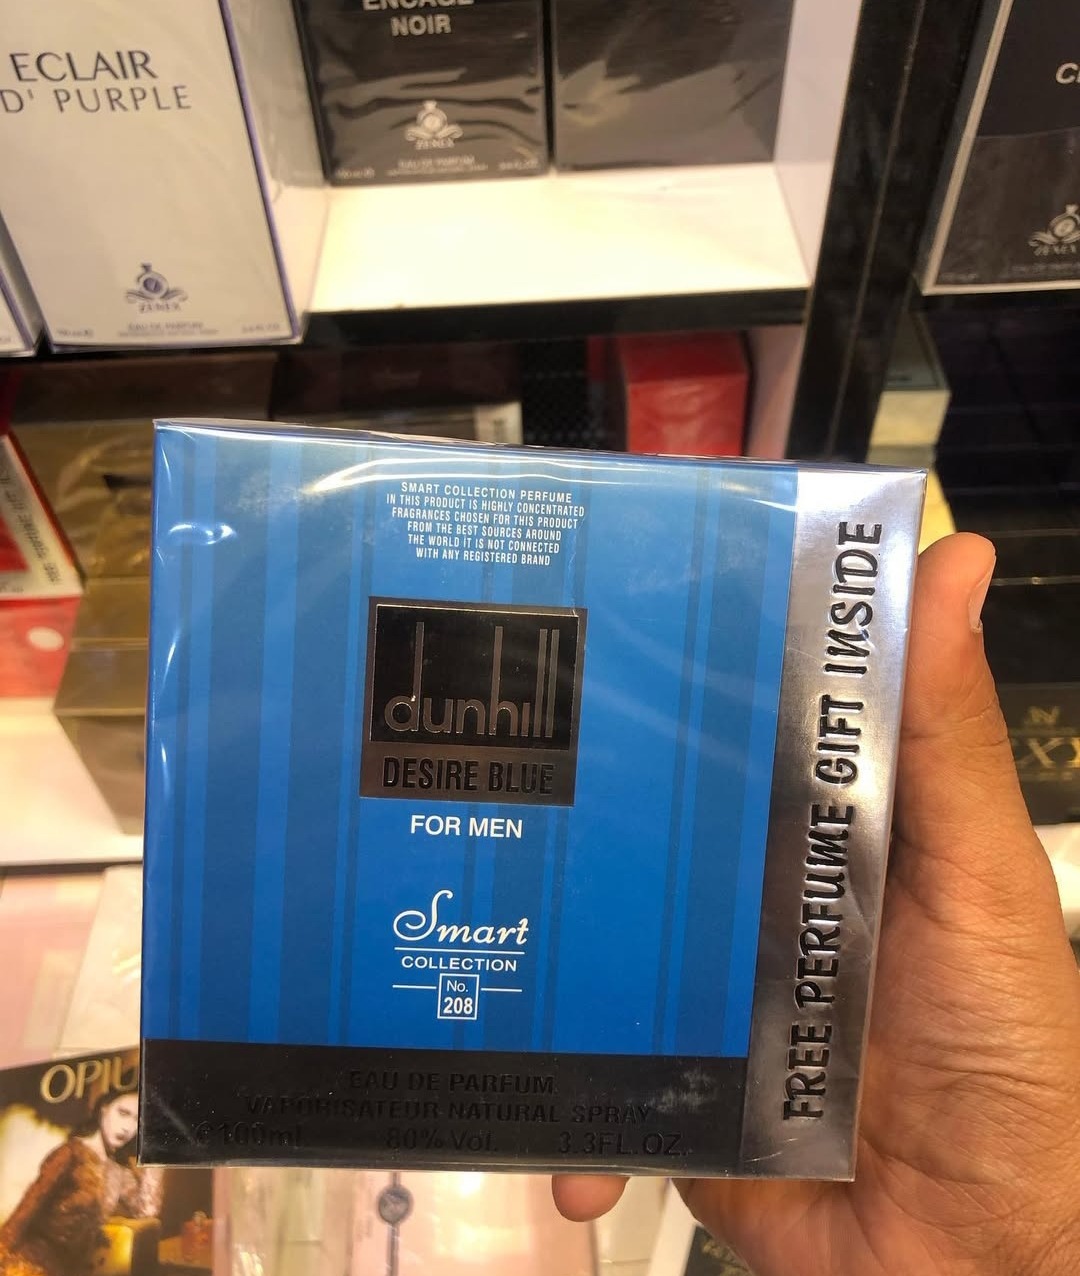 ECLAIR
D' PURPLE
ZENEX
EAU DE PARFUM
ENCAGE
NOIR
ZENEX
EAU DE PARFUM
SMART COLLECTION PERFUME
IN THIS PRODUCT IS HIGHLY CONCENTRATED
FRAGRANCES CHOSEN FOR THIS PRODUCT
FROM THE BEST SOURCES AROUND
THE WORLD IT IS NOT CONNECTED
WITH ANY REGISTERED BRAND
dunhill
DESIRE BLUE
FOR MEN
Smart
COLLECTION
No.
208
EAU DE PARFUM
VAPORISATEUR NATURAL SPRAY
℮100ml 80% Vol. 3.3FL.OZ.
FREE PERFUME GIFT INSIDE
OPIU